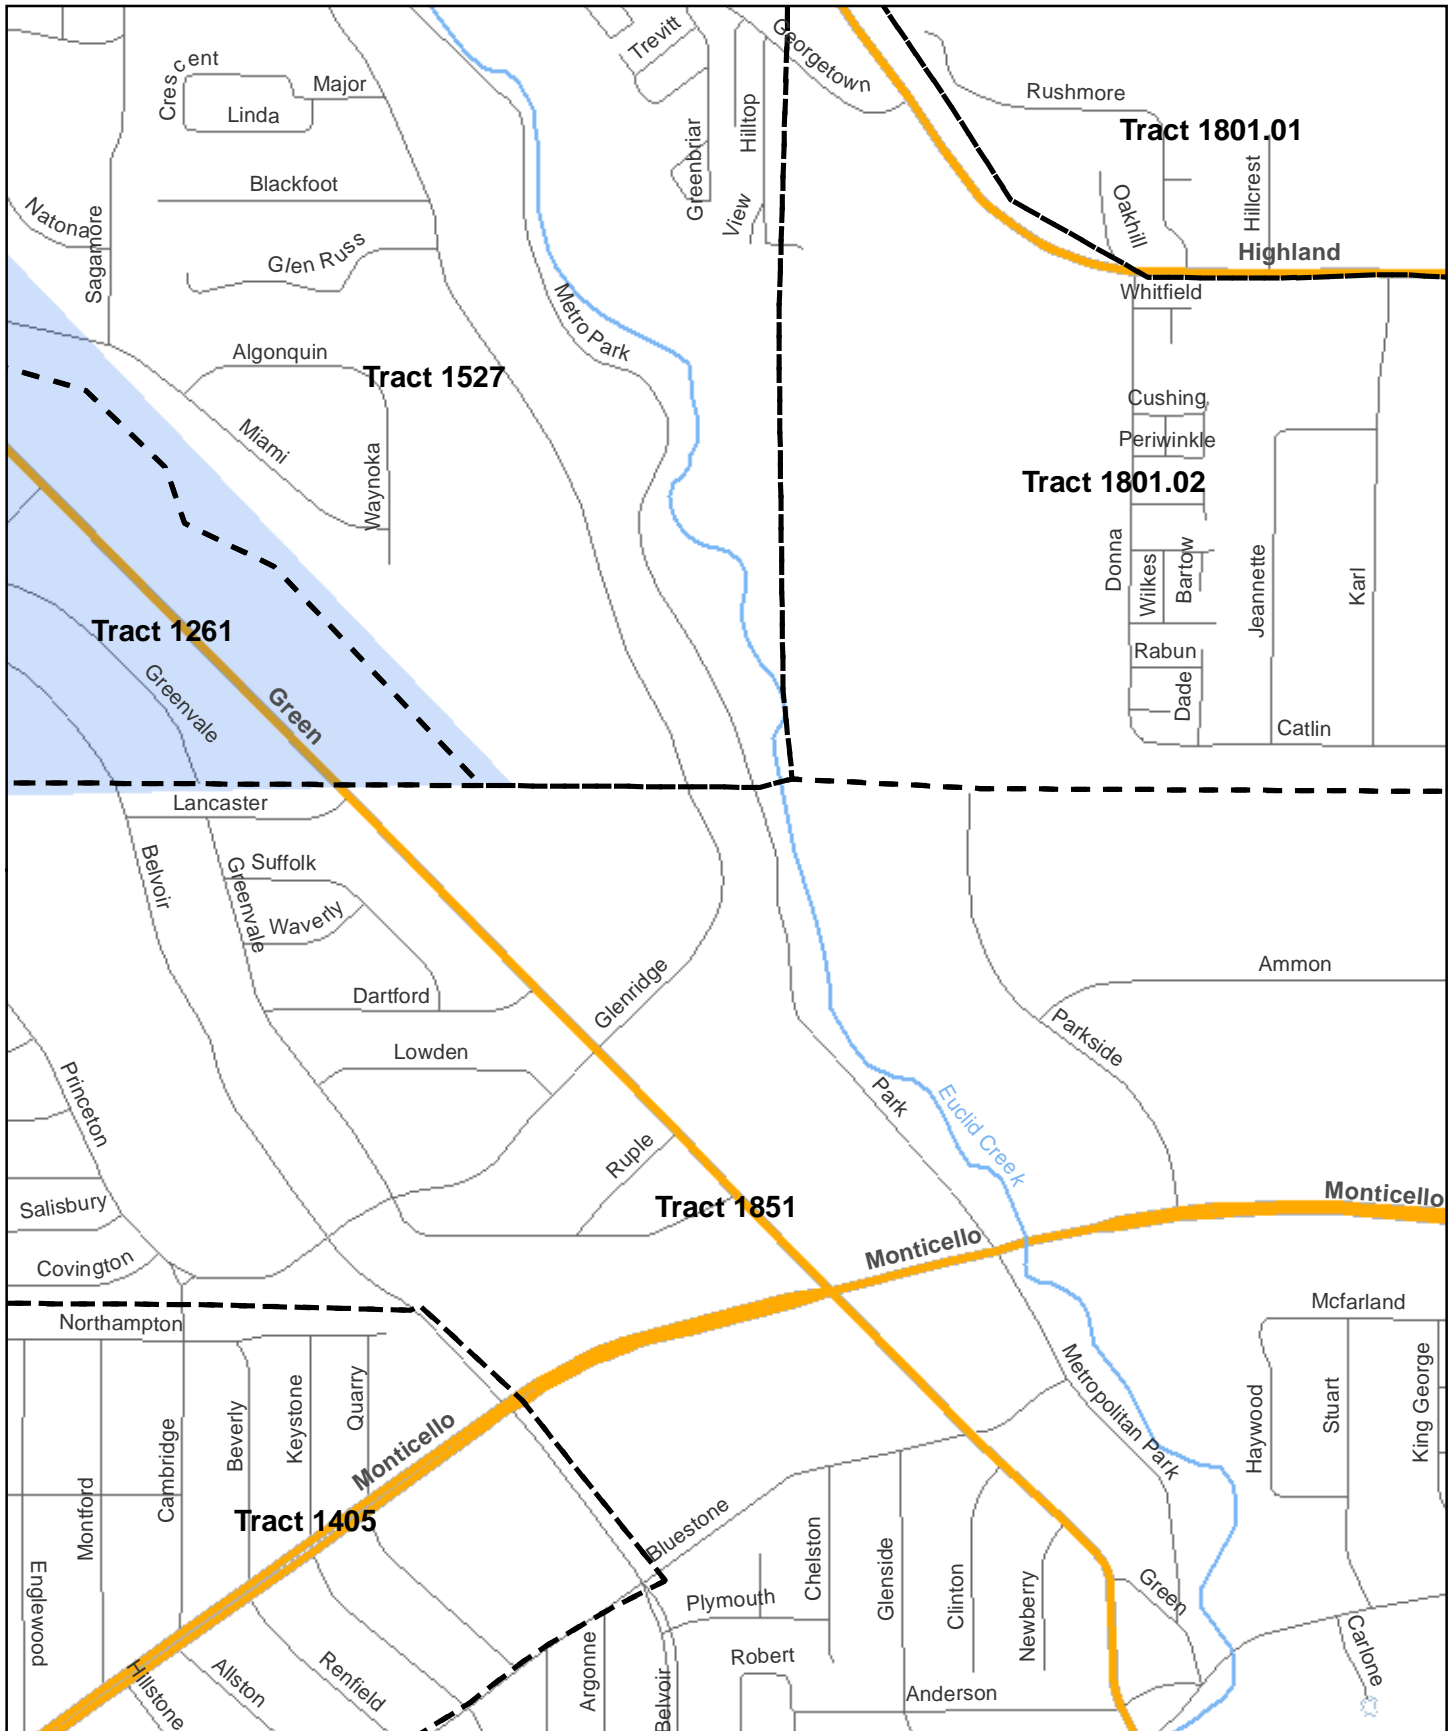 Trevitt
Georgetown
Crescent
Major
Linda
Rushmore
Tract 1801.01
Hilltop
Greenbriar
Blackfoot
Oakhill
Hillcrest
Natona
Sagamore
View
Glen Russ
Highland
Metro Park
Whitfield
Algonquin
Tract 1527
Cushing
Miami
Periwinkle
Waynoka
Tract 1801.02
Donna
Wilkes
Bartow
Jeannette
Karl
Tract 1261
Rabun
Greenvale
Green
Dade
Catlin
Lancaster
Belvoir
Greenvale
Suffolk
Waverly
Ammon
Dartford
Glenridge
Parkside
Lowden
Princeton
Park
Euclid Creek
Ruple
Salisbury
Tract 1851
Monticello
Monticello
Covington
Northampton
Mcfarland
Metropolitan Park
King George
Stuart
Haywood
Quarry
Keystone
Beverly
Cambridge
Monticello
Montford
Tract 1405
Bluestone
Chelston
Glenside
Clinton
Newberry
Green
Englewood
Plymouth
Carlone
Hillstone
Allston
Renfield
Argonne
Belvoir
Robert
Anderson